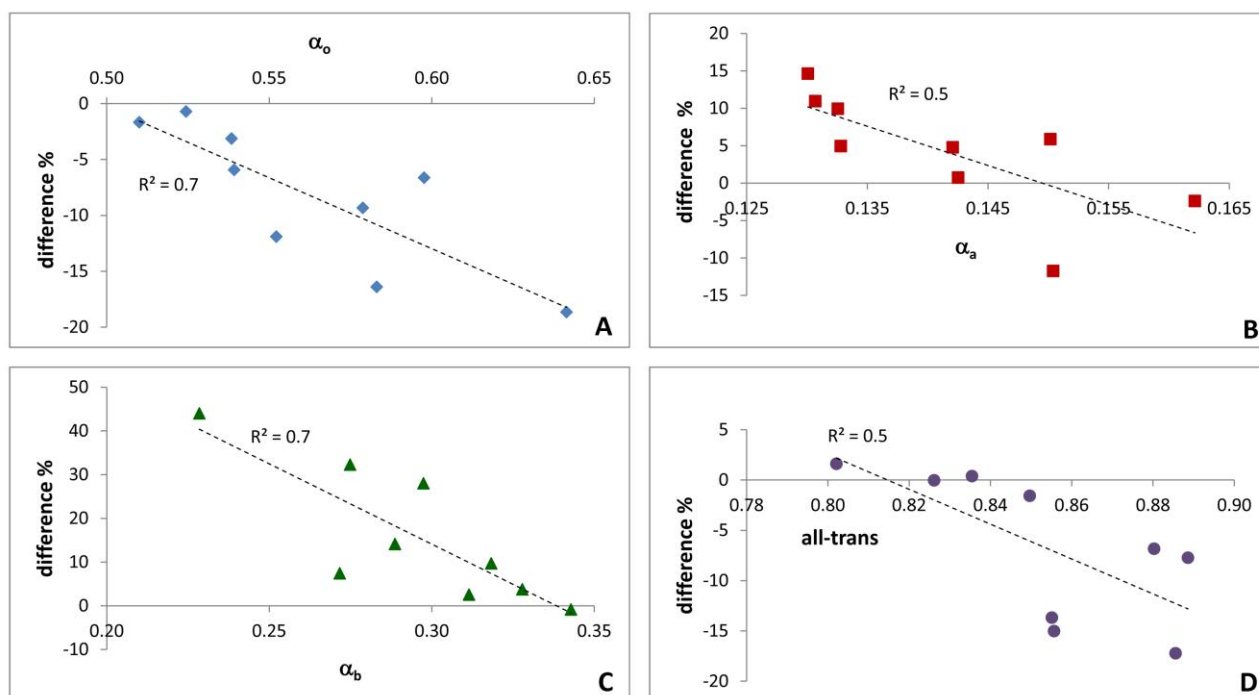 αo
0.50 0.55 0.60 0.65
0
-5
-10
-15
-20
difference %
R² = 0.7
A
20
15
10
5
0
-5
-10
-15
difference %
R² = 0.5
0.125 0.135 0.145 0.155 0.165
αa
B
50
40
30
20
10
0
-10
difference %
R² = 0.7
0.20 0.25 0.30 0.35
αb
C
5
0
-5
-10
-15
-20
difference %
R² = 0.5
0.78 0.80 0.82 0.84 0.86 0.88 0.90
all-trans
D